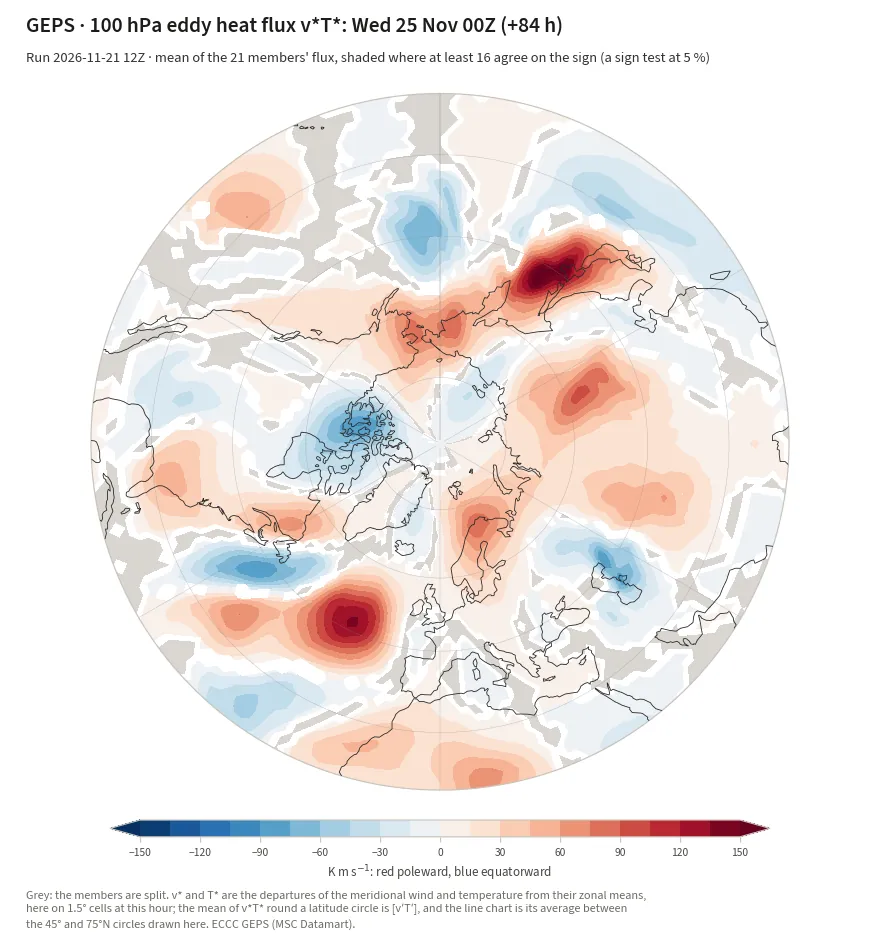 GEPS · 100 hPa eddy heat flux v*T*: Wed 25 Nov 00Z (+84 h)
Run 2026-11-21 12Z · mean of the 21 members' flux, shaded where at least 16 agree on the sign (a sign test at 5 %)
−150 −120 −90 −60 −30 0 30 60 90 120 150
K m s⁻¹: red poleward, blue equatorward
Grey: the members are split. v* and T* are the departures of the meridional wind and temperature from their zonal means,
here on 1.5° cells at this hour; the mean of v*T* round a latitude circle is [v′T′], and the line chart is its average between
the 45° and 75°N circles drawn here. ECCC GEPS (MSC Datamart).